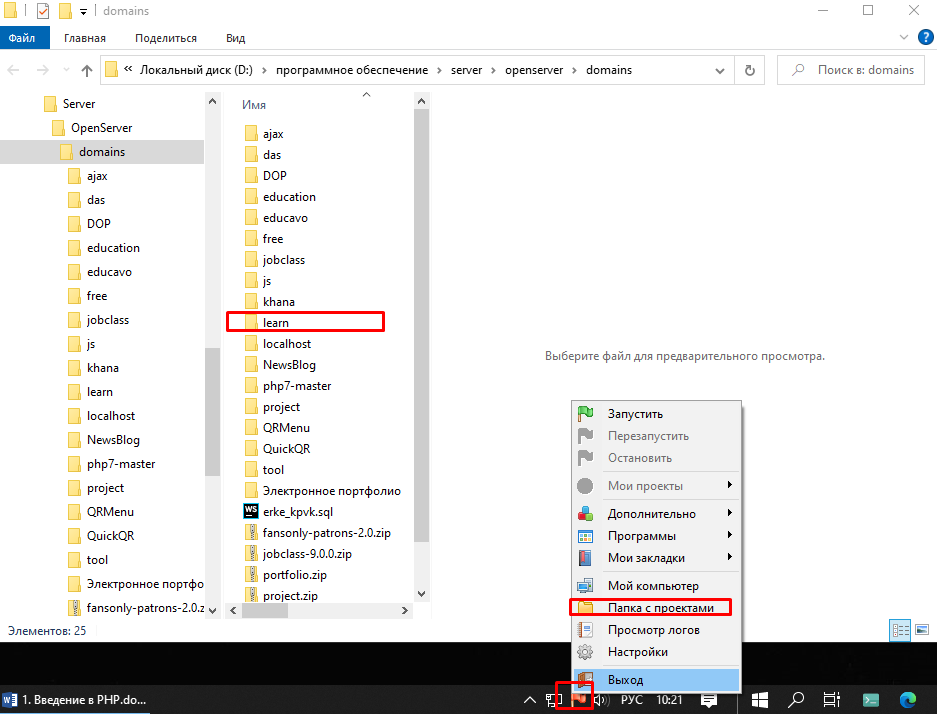 domains
Файл
Главная
Поделиться
Вид
« Локальный диск (D:) › программное обеспечение › server › openserver › domains
Поиск в: domains
Server
OpenServer
domains
ajax
das
DOP
education
educavo
free
jobclass
js
khana
learn
localhost
NewsBlog
php7-master
project
QRMenu
QuickQR
tool
Электронное портфо
fansonly-patrons-2.0.z
Имя
ajax
das
DOP
education
educavo
free
jobclass
js
khana
learn
localhost
NewsBlog
php7-master
project
QRMenu
QuickQR
tool
Электронное портфолио
WS erke_kpvk.sql
fansonly-patrons-2.0.zip
jobclass-9.0.0.zip
portfolio.zip
project.zip
Выберите файл для предварительного просмотра.
Запустить
Перезапустить
Остановить
Мои проекты
Дополнительно
Программы
Мои закладки
Мой компьютер
Папка с проектами
Просмотр логов
Настройки
Выход
Элементов: 25
1. Введение в PHP.do...
РУС
10:21